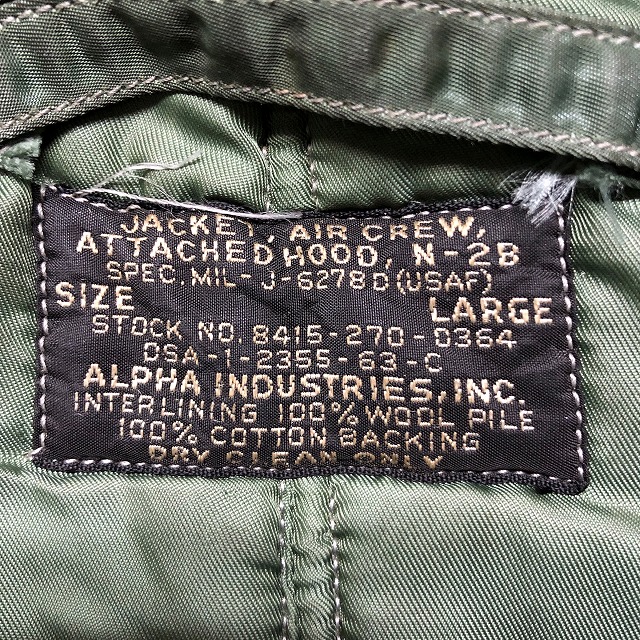 JACKET, AIR CREW,
ATTACHED HOOD, N-2B
SPEC. MIL-J-6278D (USAF)
SIZE LARGE
STOCK NO. 8415-270-0364
DSA-1-2355-63-C
ALPHA INDUSTRIES, INC.
INTERLINING 100% WOOL PILE
100% COTTON BACKING
DRY CLEAN ONLY